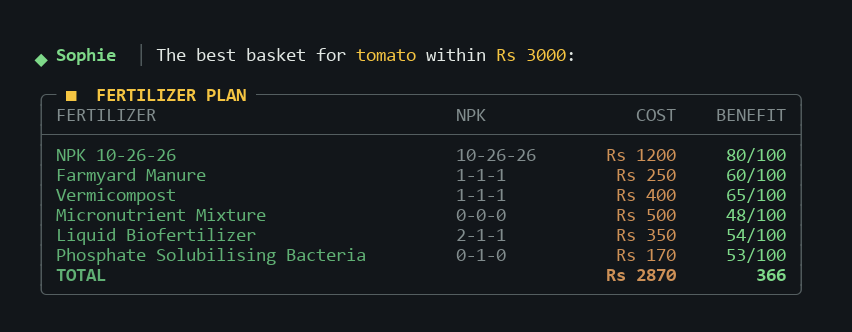 ◆ Sophie │ The best basket for tomato within Rs 3000:
■ FERTILIZER PLAN
FERTILIZER NPK COST BENEFIT
NPK 10-26-26 10-26-26 Rs 1200 80/100
Farmyard Manure 1-1-1 Rs 250 60/100
Vermicompost 1-1-1 Rs 400 65/100
Micronutrient Mixture 0-0-0 Rs 500 48/100
Liquid Biofertilizer 2-1-1 Rs 350 54/100
Phosphate Solubilising Bacteria 0-1-0 Rs 170 53/100
TOTAL Rs 2870 366